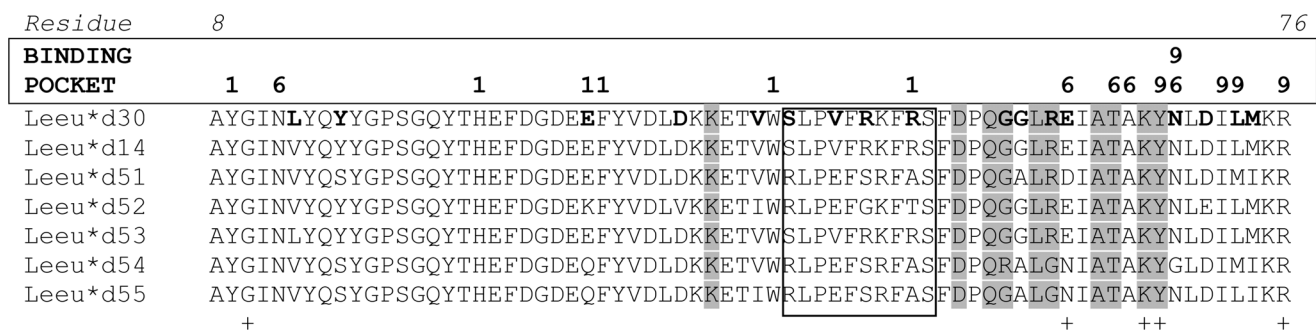 Residue 8 76
BINDING 9
POCKET 1 6 1 11 1 1 6 66 96 99 9
Leeu*d30 AYGINLYQYYGPSGQYTHEFDGDEEFYVDLDKKETVWSLPVFRKFRSFDPQGGLREIATAKYNLDILMKR
Leeu*d14 AYGINVYQYYGPSGQYTHEFDGDEEFYVDLDKKETVWSLPVFRKFRSFDPQGGLREIATAKYNLDILMKR
Leeu*d51 AYGINVYQSYGPSGQYTHEFDGDEEFYVDLDKKETVWRLPEFSRFASFDPQGALRDIATAKYNLDIMIKR
Leeu*d52 AYGINVYQSYGPSGQYTHEFDGDEKFYVDLVKKETIWRLPEFGKFTSFDPQGGLREIATAKYNLEILMKR
Leeu*d53 AYGINLYQYYGPSGQYTHEFDGDEEFYVDLDKKETVWSLPVFRKFRSFDPQGGLREIATAKYNLDILMKR
Leeu*d54 AYGINVYQSYGPSGQYTHEFDGDEQFYVDLDKKETVWRLPEFSRFASFDPQRALGNIATAKYGLDIMIKR
Leeu*d55 AYGINVYQSYGPSGQYTHEFDGDEQFYVDLDKKETIWRLPEFSRFASFDPQGALGNIATAKYNLDILIKR
+ + ++ +